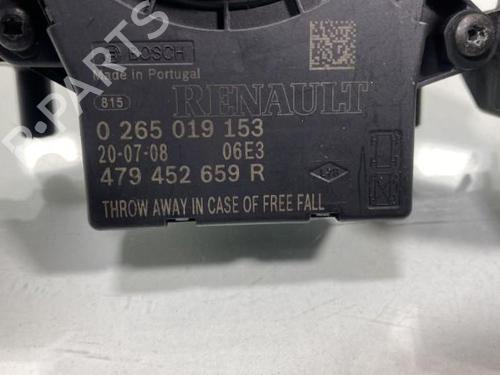 BOSCH
Made in Portugal
815
RENAULT
0 265 019 153
20-07-08 06E3
479 452 659 R
THROW AWAY IN CASE OF FREE FALL
B-PARTS